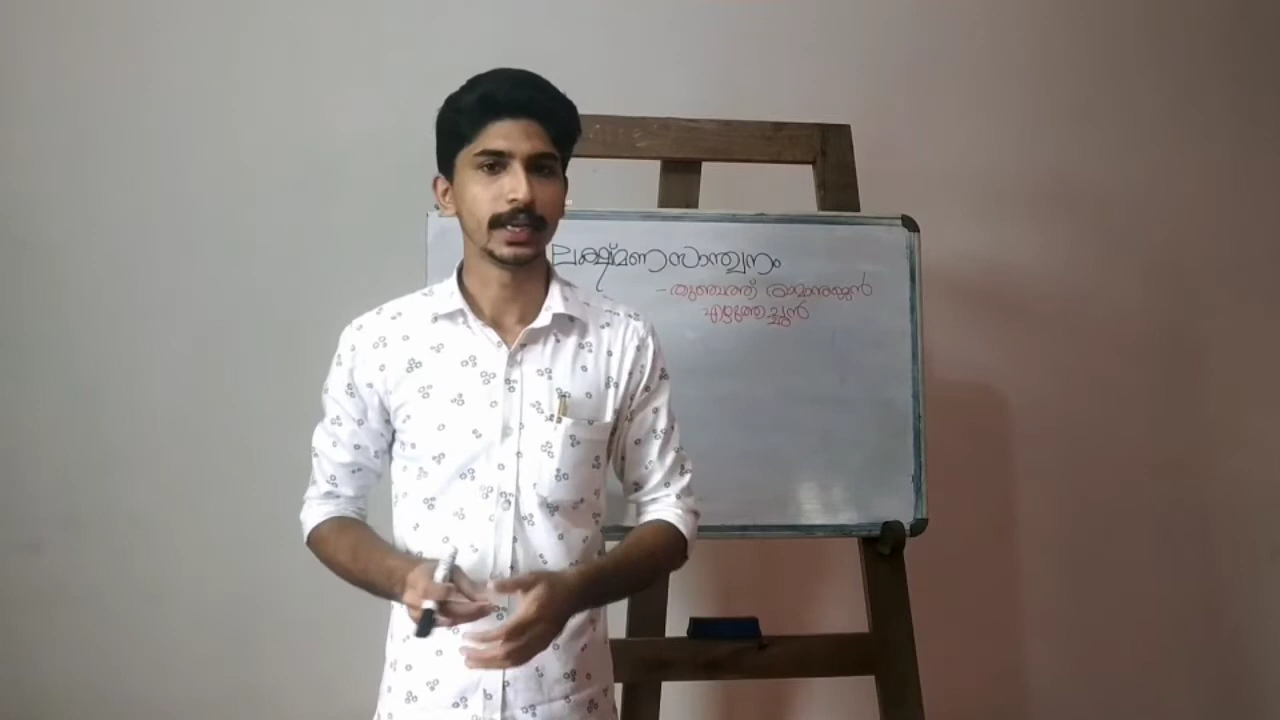 ലക്ഷ്മണസാന്ത്വനം
- തുഞ്ചത്ത് രാമാനുജൻ
എഴുത്തച്ഛൻ